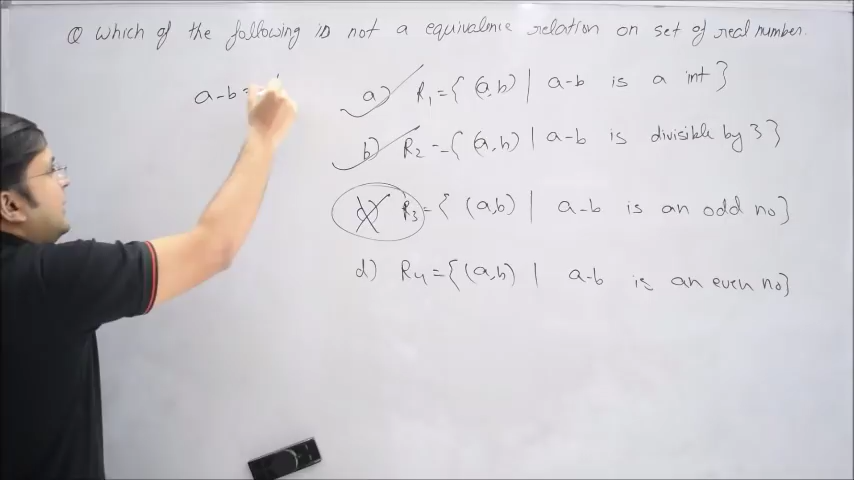 Q Which of the following is not a equivalence relation on set of real number.
a-b=
a) R1={ (a,b) | a-b is a int }
b) R2={ (a,b) | a-b is divisible by 3 }
c) R3={ (a,b) | a-b is an odd no }
d) R4={ (a,b) | a-b is an even no }